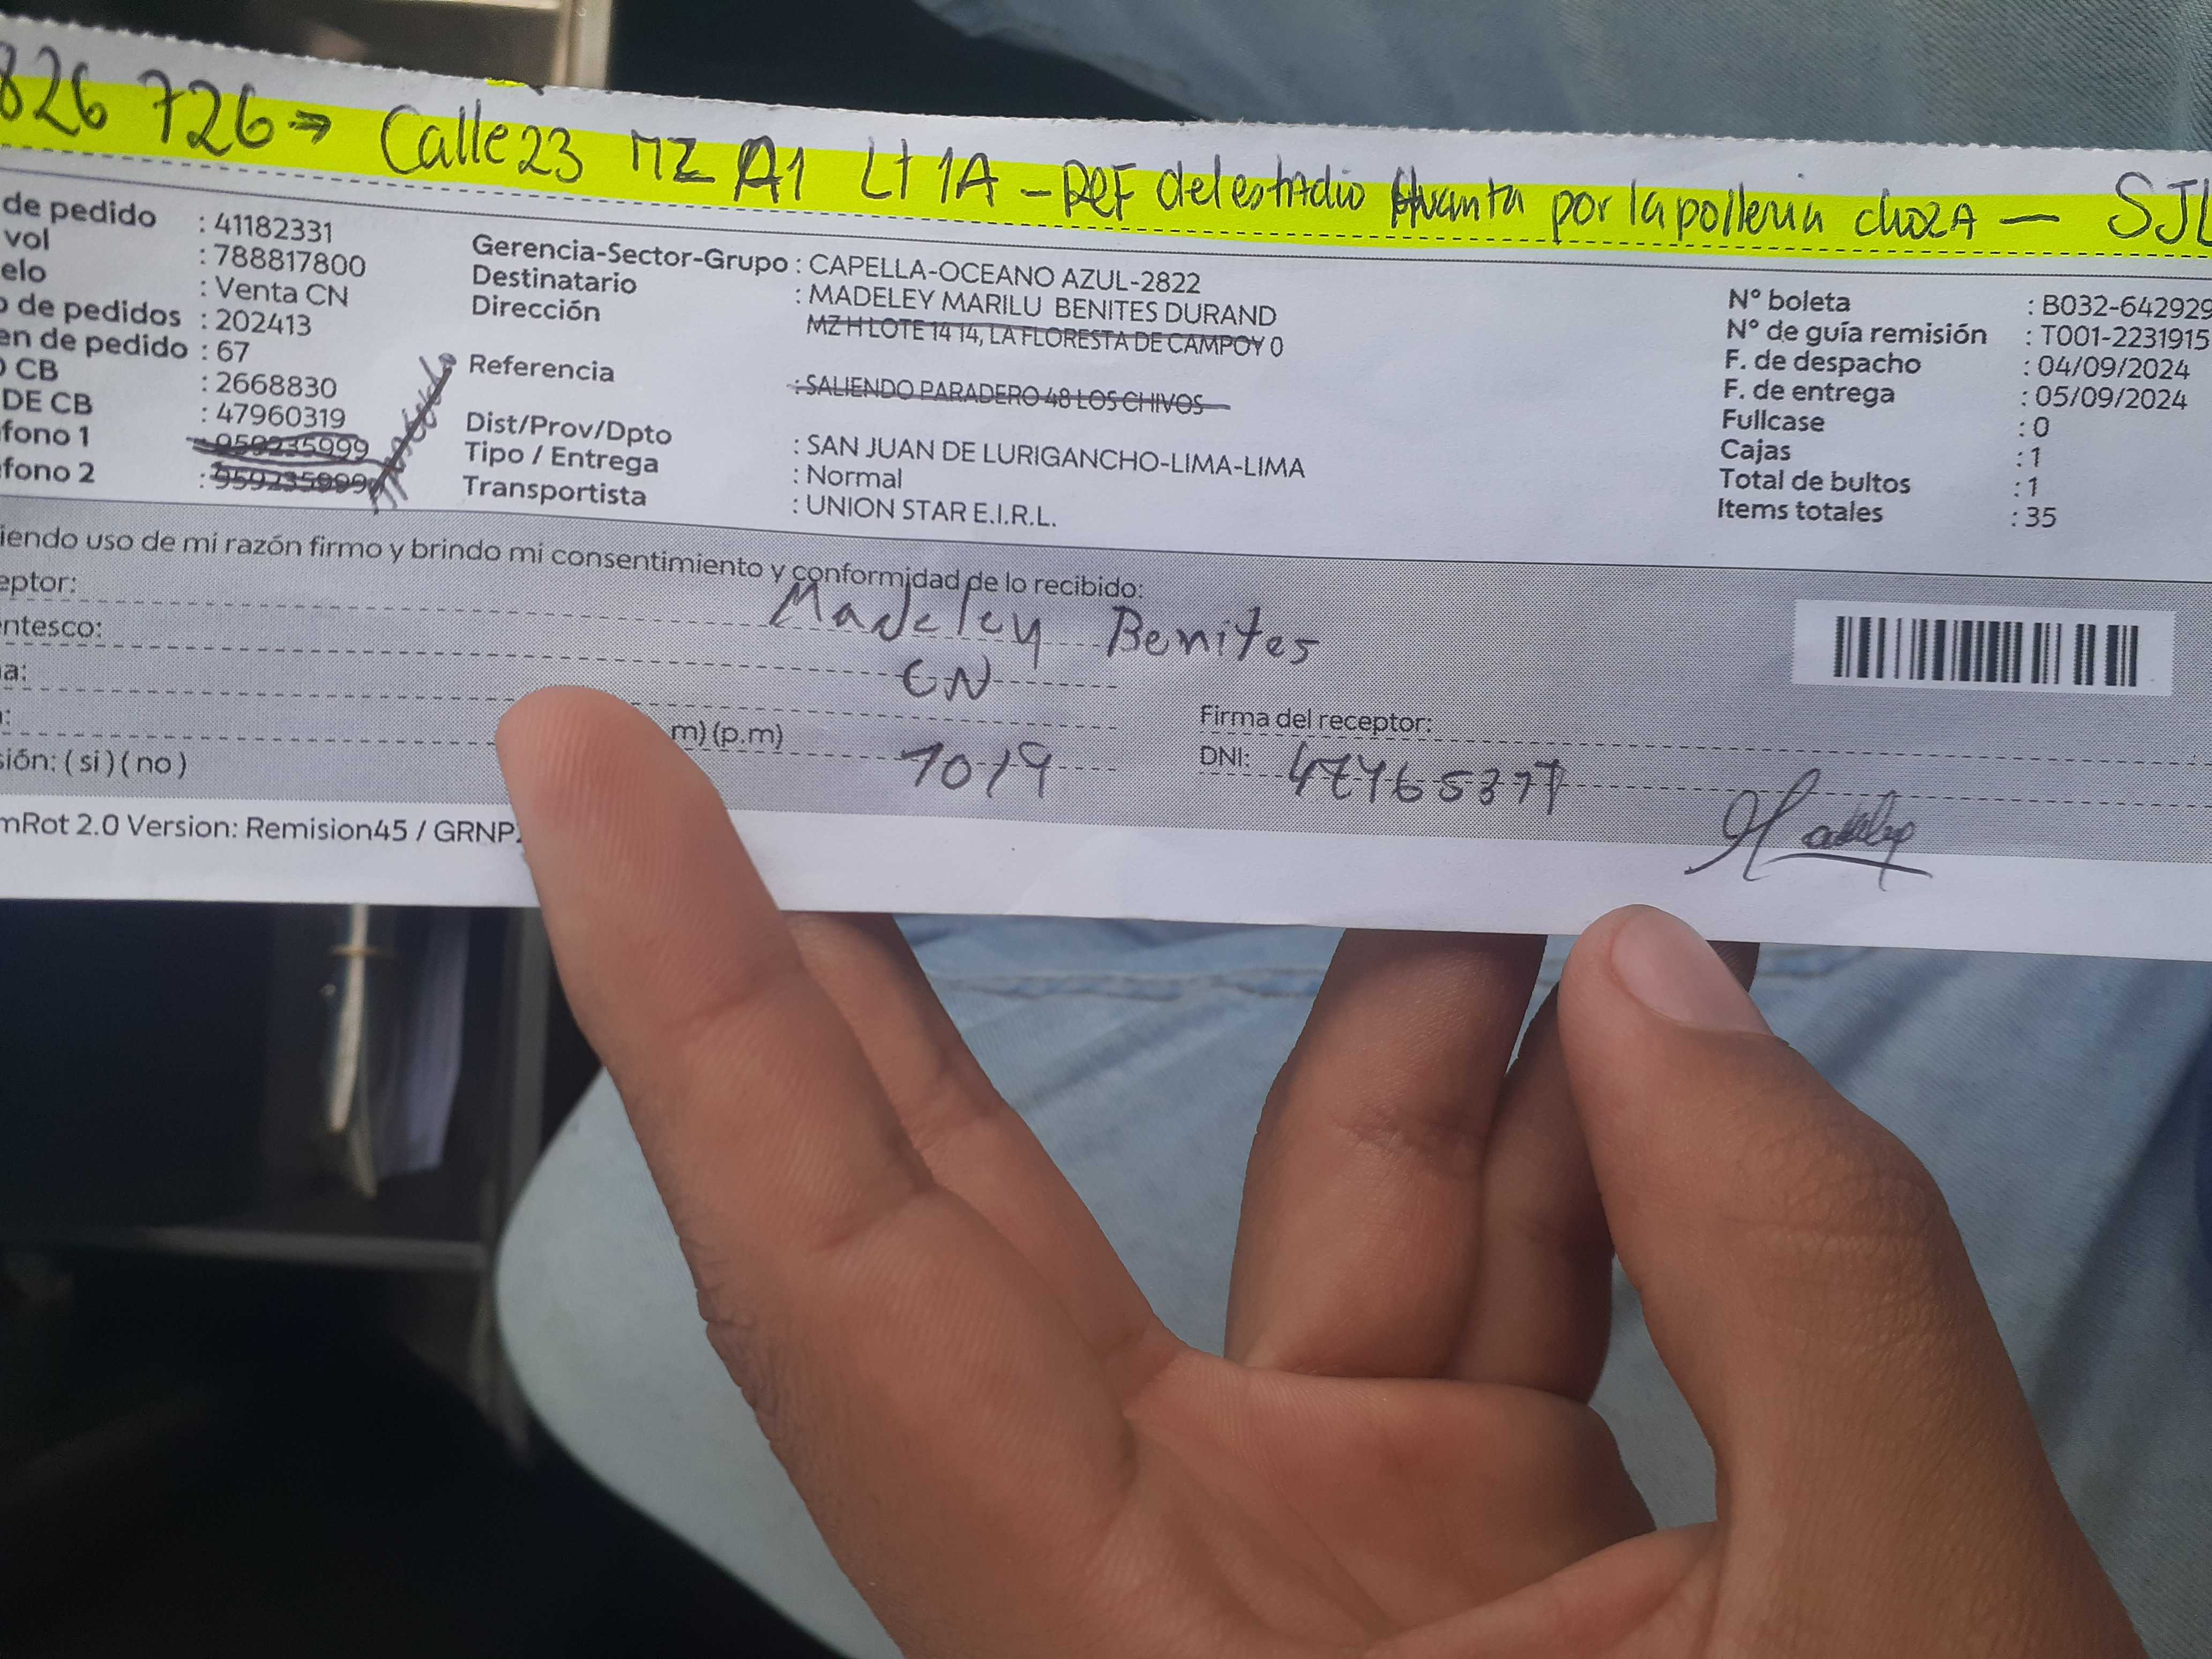 826 726 → Calle 23 MZ A1 Lt 1A - REF del estadio Huanta por la polleria choza — SJL
de pedido : 41182331
vol : 788817800
elo : Venta CN
o de pedidos : 202413
en de pedido : 67
O CB : 2668830
DE CB : 47960319
fono 1 : 959235999
fono 2 : 959235999
Gerencia-Sector-Grupo : CAPELLA-OCEANO AZUL-2822
Destinatario : MADELEY MARILU BENITES DURAND
Dirección : MZ H LOTE 14 14, LA FLORESTA DE CAMPOY 0
Referencia : SALIENDO PARADERO 48 LOS CHIVOS
Dist/Prov/Dpto : SAN JUAN DE LURIGANCHO-LIMA-LIMA
Tipo / Entrega : Normal
Transportista : UNION STAR E.I.R.L.
N° boleta : B032-642929
N° de guía remisión : T001-2231915
F. de despacho : 04/09/2024
F. de entrega : 05/09/2024
Fullcase : 0
Cajas : 1
Total de bultos : 1
Items totales : 35
iendo uso de mi razón firmo y brindo mi consentimiento y conformidad de lo recibido:
eptor: Madeley Benites
entesco: CN
a:
m) (p.m) 10/9
sión: ( si ) ( no )
Firma del receptor:
DNI:
Madeley
mRot 2.0 Version: Remision45 / GRNP